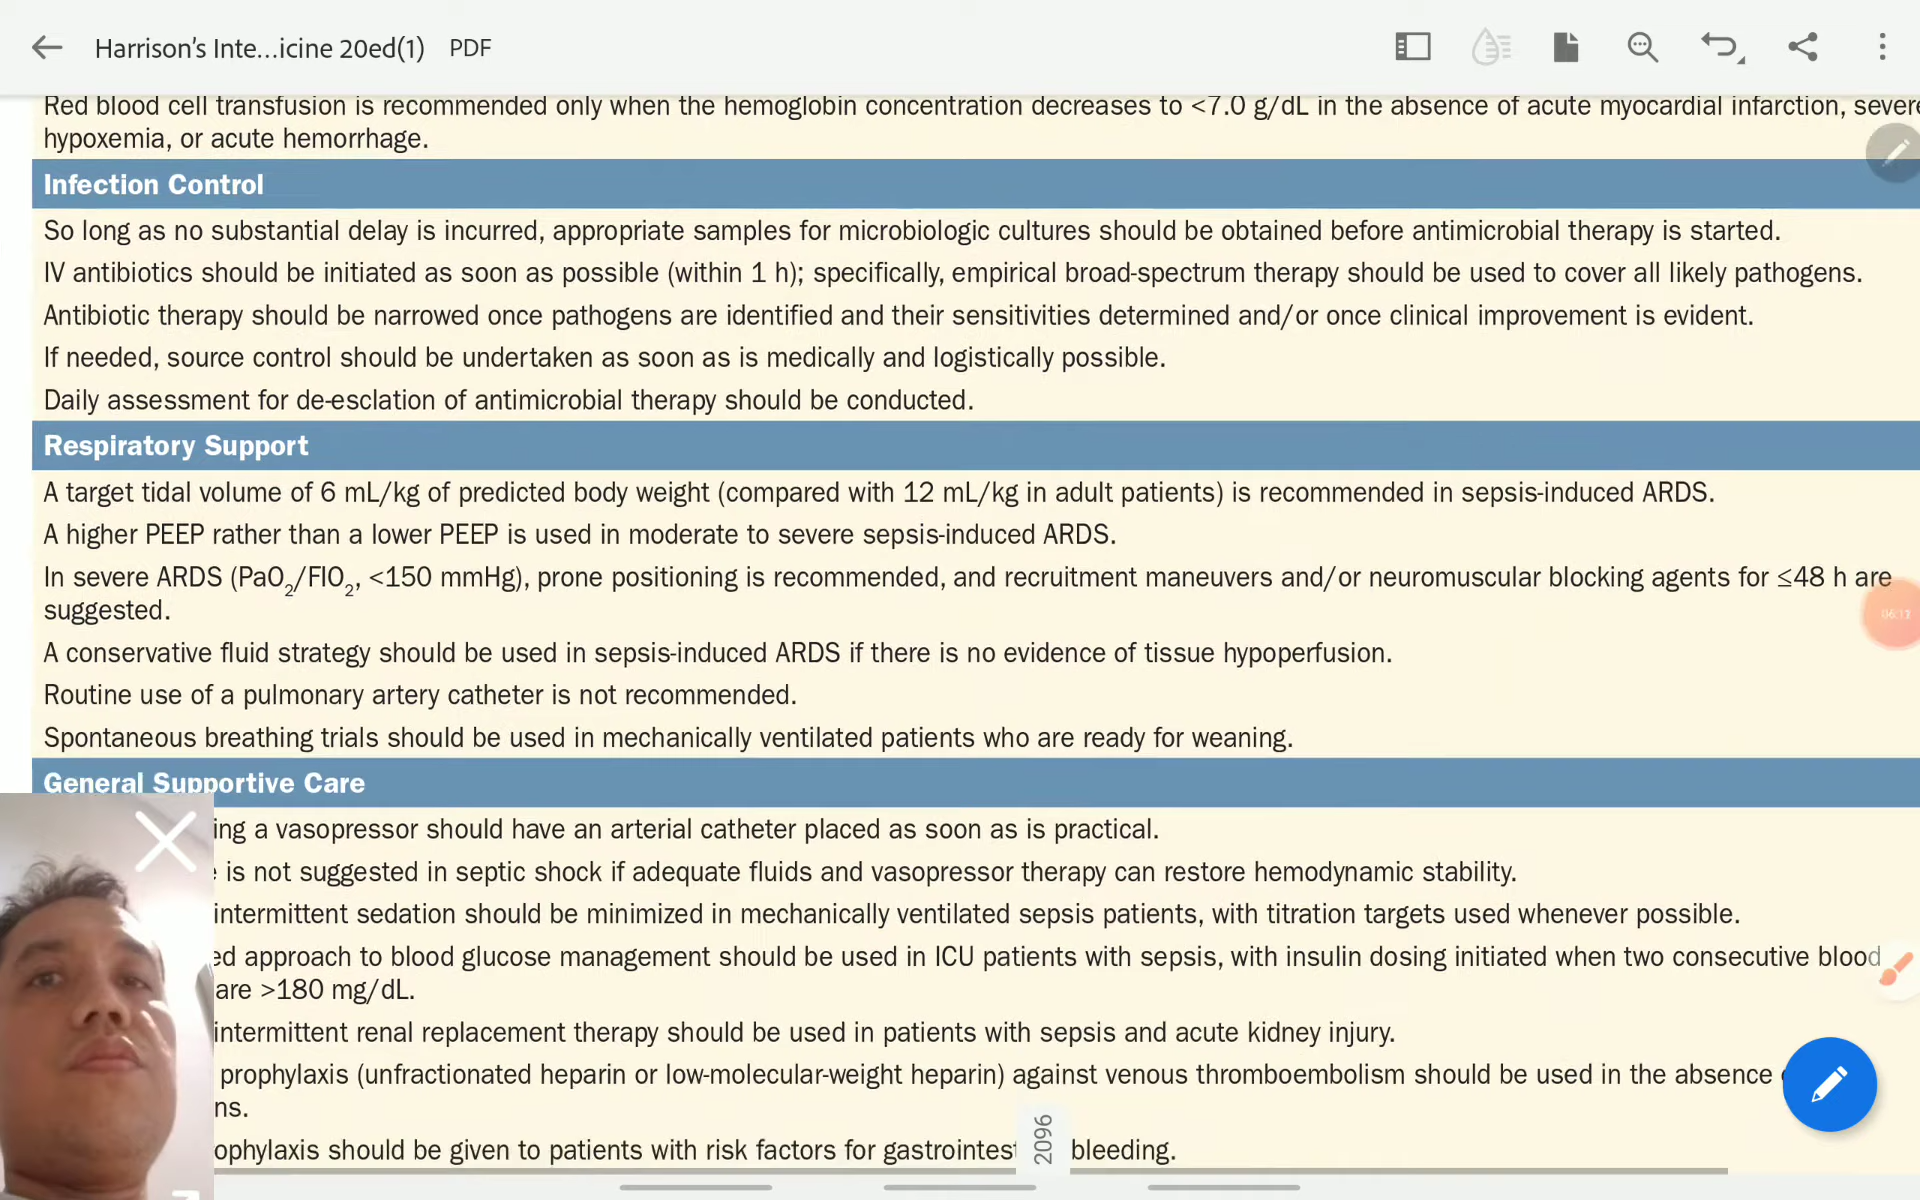 Harrison's Inte...icine 20ed(1) PDF
Red blood cell transfusion is recommended only when the hemoglobin concentration decreases to <7.0 g/dL in the absence of acute myocardial infarction, severe
hypoxemia, or acute hemorrhage.
Infection Control
So long as no substantial delay is incurred, appropriate samples for microbiologic cultures should be obtained before antimicrobial therapy is started.
IV antibiotics should be initiated as soon as possible (within 1 h); specifically, empirical broad-spectrum therapy should be used to cover all likely pathogens.
Antibiotic therapy should be narrowed once pathogens are identified and their sensitivities determined and/or once clinical improvement is evident.
If needed, source control should be undertaken as soon as is medically and logistically possible.
Daily assessment for de-esclation of antimicrobial therapy should be conducted.
Respiratory Support
A target tidal volume of 6 mL/kg of predicted body weight (compared with 12 mL/kg in adult patients) is recommended in sepsis-induced ARDS.
A higher PEEP rather than a lower PEEP is used in moderate to severe sepsis-induced ARDS.
In severe ARDS (PaO2/FIO2, <150 mmHg), prone positioning is recommended, and recruitment maneuvers and/or neuromuscular blocking agents for ≤48 h are
suggested.
06:11
A conservative fluid strategy should be used in sepsis-induced ARDS if there is no evidence of tissue hypoperfusion.
Routine use of a pulmonary artery catheter is not recommended.
Spontaneous breathing trials should be used in mechanically ventilated patients who are ready for weaning.
General Supportive Care
ing a vasopressor should have an arterial catheter placed as soon as is practical.
is not suggested in septic shock if adequate fluids and vasopressor therapy can restore hemodynamic stability.
intermittent sedation should be minimized in mechanically ventilated sepsis patients, with titration targets used whenever possible.
ed approach to blood glucose management should be used in ICU patients with sepsis, with insulin dosing initiated when two consecutive blood
are >180 mg/dL.
intermittent renal replacement therapy should be used in patients with sepsis and acute kidney injury.
prophylaxis (unfractionated heparin or low-molecular-weight heparin) against venous thromboembolism should be used in the absence
ns.
ophylaxis should be given to patients with risk factors for gastrointest bleeding.
2096